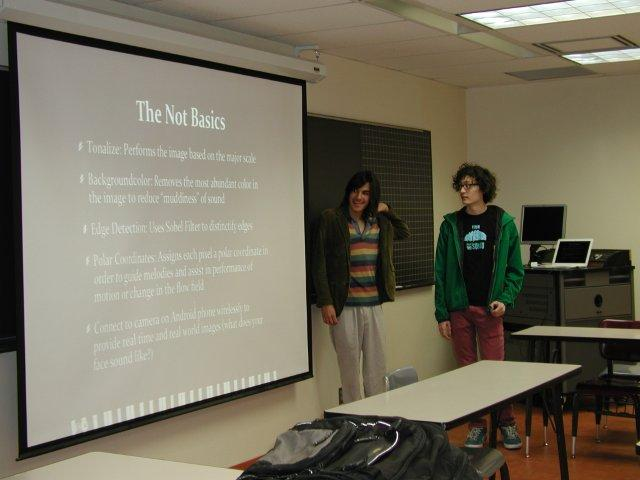 The Not Basics
Tonalize: Performs the image based on the major scale
Backgroundcolor: Removes the most abundant color in
the image to reduce "muddiness" of sound
Edge Detection: Uses Sobel Filter to distinctify edges
Polar Coordinates: Assigns each pixel a polar coordinate in
order to guide melodies and assist in performance of
motion or change in the flow field
Connect to camera on Android phone wirelessly to
provide real time and real world images (what does your
face sound like?)